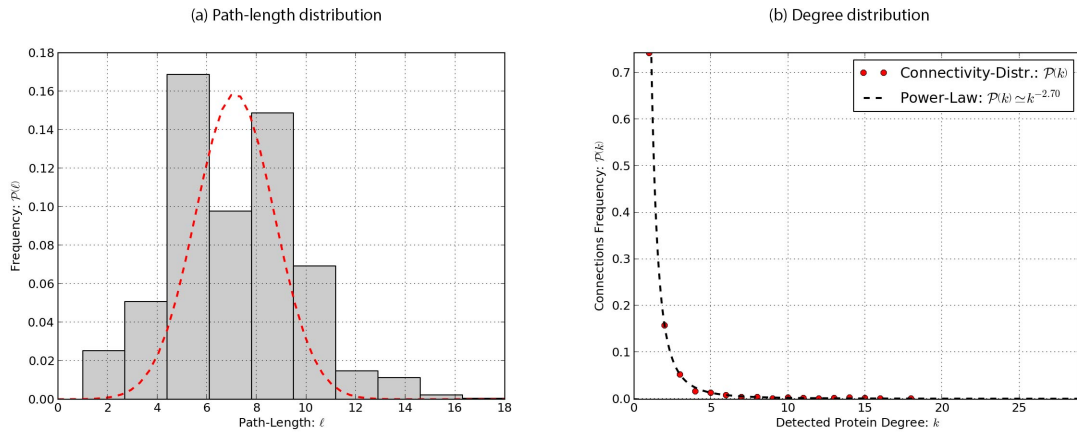 (a) Path-length distribution
0.18
0.16
0.14
0.12
0.10
0.08
0.06
0.04
0.02
0.00
Frequency: 𝒫(ℓ)
0 2 4 6 8 10 12 14 16 18
Path-Length: ℓ
(b) Degree distribution
0.7
0.6
0.5
0.4
0.3
0.2
0.1
0.0
Connections Frequency: 𝒫(k)
Connectivity-Distr.: 𝒫(k)
Power-Law: 𝒫(k) ≃ k⁻²·⁷⁰
0 5 10 15 20 25
Detected Protein Degree: k